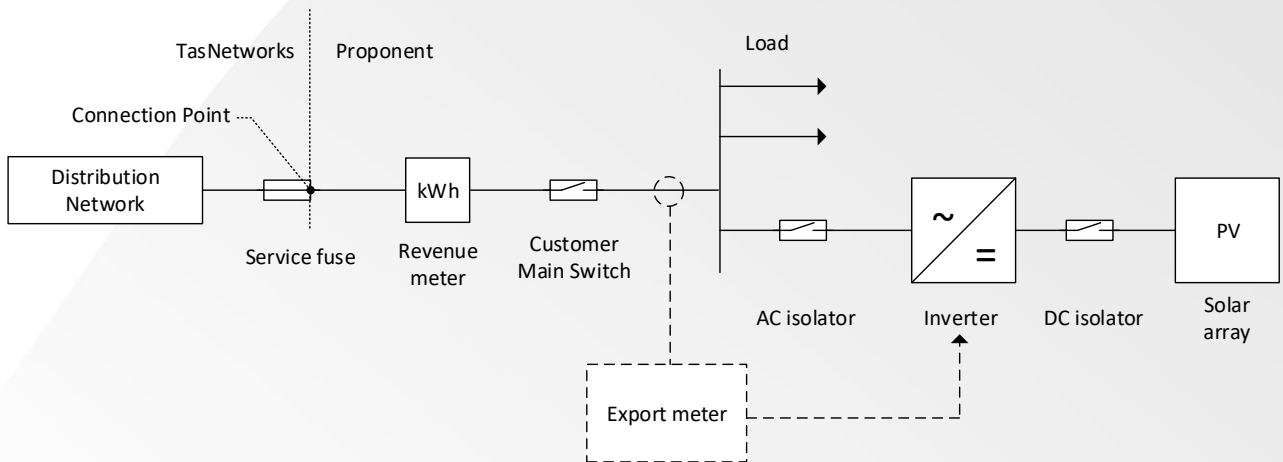 TasNetworks
Proponent
Load
Connection Point
Distribution
Network
kWh
Service fuse
Revenue
meter
Customer
Main Switch
~
=
PV
AC isolator
Inverter
DC isolator
Solar
array
Export meter